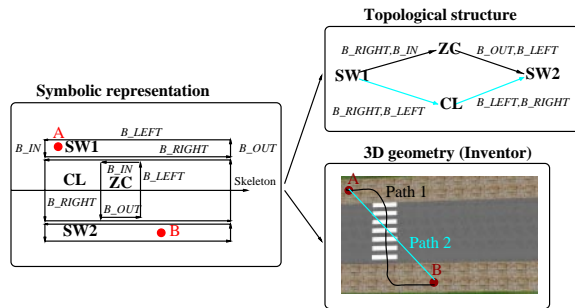 Topological structure
B_RIGHT,B_IN
ZC
B_OUT,B_LEFT
SW1
SW2
B_RIGHT,B_LEFT
CL
B_LEFT,B_RIGHT
Symbolic representation
A
B_LEFT
B_IN
SW1
B_RIGHT
B_OUT
CL
B_IN
ZC
B_LEFT
B_RIGHT
B_OUT
Skeleton
SW2
B
3D geometry (Inventor)
A
Path 1
Path 2
B